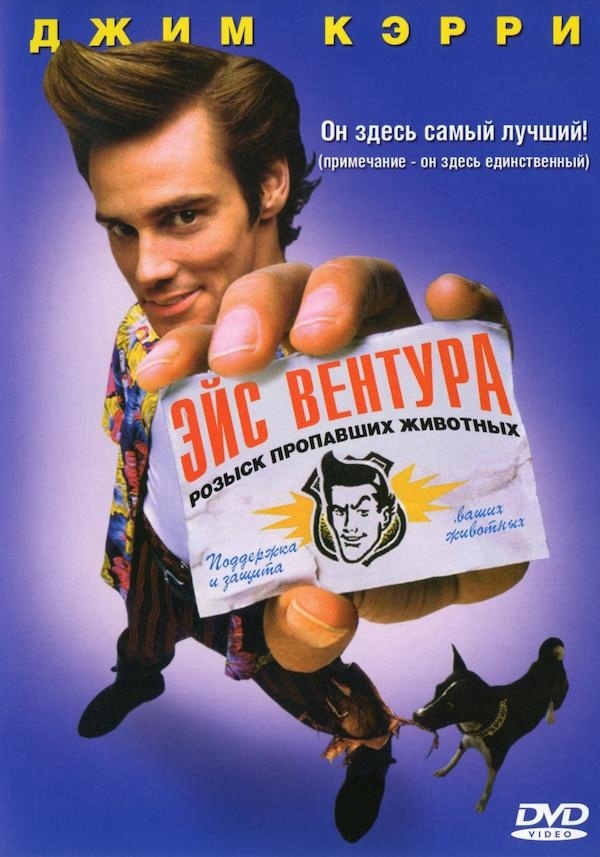 ДЖИМ КЭРРИ
Он здесь самый лучший!
(примечание - он здесь единственный)
ЭЙС ВЕНТУРА
РОЗЫСК ПРОПАВШИХ ЖИВОТНЫХ
Поддержка
и защита
ваших
животных
DVD
VIDEO